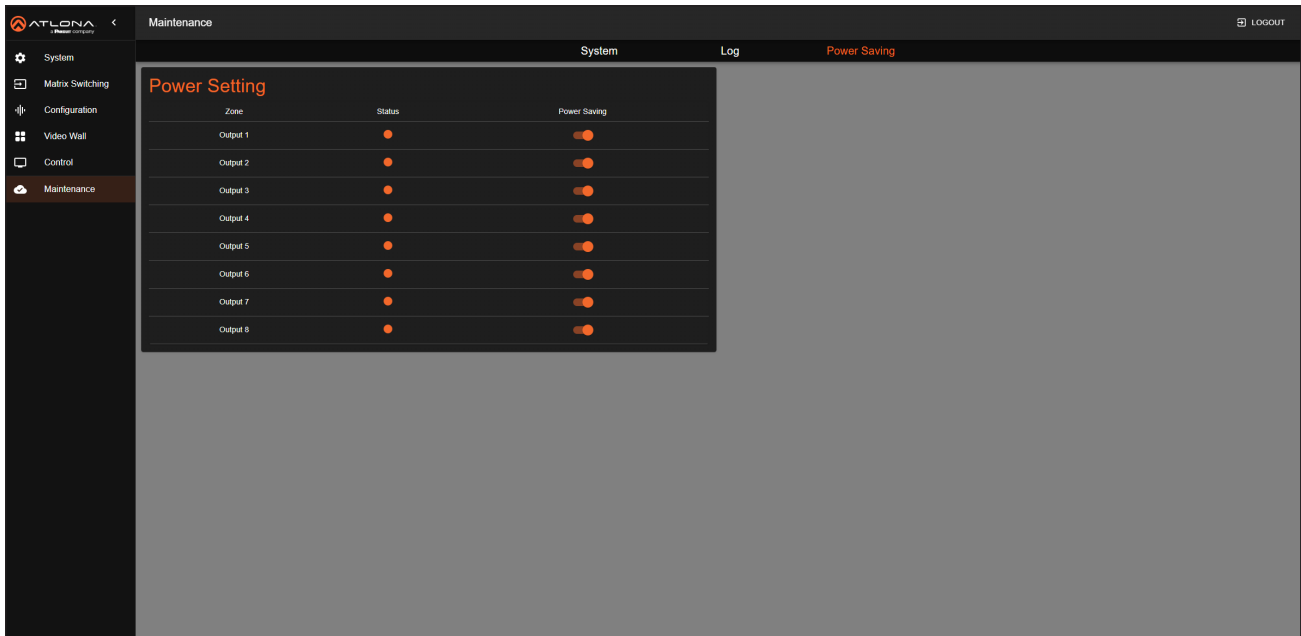 ATLONA
a Panduit company
Maintenance
LOGOUT
System
Log
Power Saving
System
Matrix Switching
Configuration
Video Wall
Control
Maintenance
Power Setting
Zone Status Power Saving
Output 1
Output 2
Output 3
Output 4
Output 5
Output 6
Output 7
Output 8